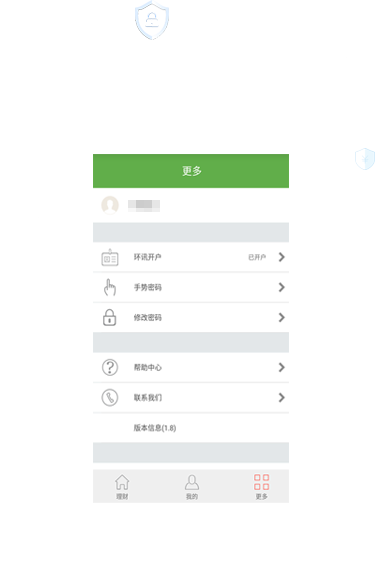 更多
环讯开户
已开户
手势密码
修改密码
帮助中心
联系我们
版本信息(1.8)
理财
我的
更多